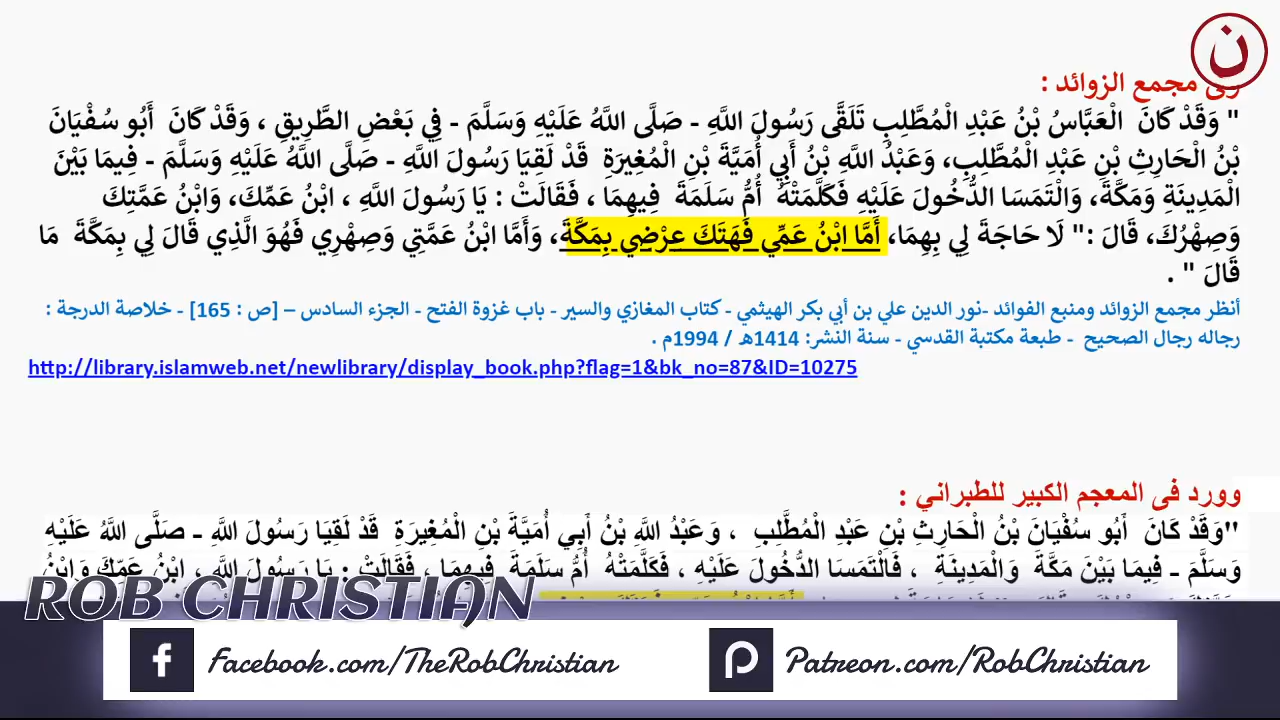 ن
مجمع الزوائد :
" وَقَدْ كَانَ الْعَبَّاسُ بْنُ عَبْدِ الْمُطَّلِبِ تَلَقَّى رَسُولَ اللَّهِ - صَلَّى اللَّهُ عَلَيْهِ وَسَلَّمَ - فِي بَعْضِ الطَّرِيقِ ، وَقَدْ كَانَ أَبُو سُفْيَانَ
بْنُ الْحَارِثِ بْنِ عَبْدِ الْمُطَّلِبِ، وَعَبْدُ اللَّهِ بْنُ أَبِي أُمَيَّةَ بْنِ الْمُغِيرَةِ قَدْ لَقِيَا رَسُولَ اللَّهِ - صَلَّى اللَّهُ عَلَيْهِ وَسَلَّمَ - فِيمَا بَيْنَ
الْمَدِينَةِ وَمَكَّةَ، وَالْتَمَسَا الدُّخُولَ عَلَيْهِ فَكَلَّمَتْهُ أُمُّ سَلَمَةَ فِيهِمَا ، فَقَالَتْ : يَا رَسُولَ اللَّهِ ، ابْنُ عَمِّكَ، وَابْنُ عَمَّتِكَ
وَصِهْرُكَ، قَالَ :" لَا حَاجَةَ لِي بِهِمَا، أَمَّا ابْنُ عَمِّي فَهَتَكَ عِرْضِي بِمَكَّةَ، وَأَمَّا ابْنُ عَمَّتِي وَصِهْرِي فَهُوَ الَّذِي قَالَ لِي بِمَكَّةَ مَا
قَالَ " .
أنظر مجمع الزوائد ومنبع الفوائد -نور الدين علي بن أبي بكر الهيثمي - كتاب المغازي والسير - باب غزوة الفتح - الجزء السادس – [ص : 165] - خلاصة الدرجة :
رجاله رجال الصحيح - طبعة مكتبة القدسي - سنة النشر: 1414هـ / 1994م .
http://library.islamweb.net/newlibrary/display_book.php?flag=1&bk_no=87&ID=10275
وورد فى المعجم الكبير للطبراني :
"وَقَدْ كَانَ أَبُو سُفْيَانَ بْنُ الْحَارِثِ بْنِ عَبْدِ الْمُطَّلِبِ ، وَعَبْدُ اللَّهِ بْنُ أَبِي أُمَيَّةَ بْنِ الْمُغِيرَةِ قَدْ لَقِيَا رَسُولَ اللَّهِ - صَلَّى اللَّهُ عَلَيْهِ
وَسَلَّمَ - فِيمَا بَيْنَ مَكَّةَ وَالْمَدِينَةِ ، فَالْتَمَسَا الدُّخُولَ عَلَيْهِ ، فَكَلَّمَتْهُ أُمُّ سَلَمَةَ فِيهِمَا ، فَقَالَتْ : يَا رَسُولَ اللَّهِ ، ابْنُ عَمِّكَ وَابْنُ
ROB CHRISTIAN
Facebook.com/TheRobChristian
Patreon.com/RobChristian